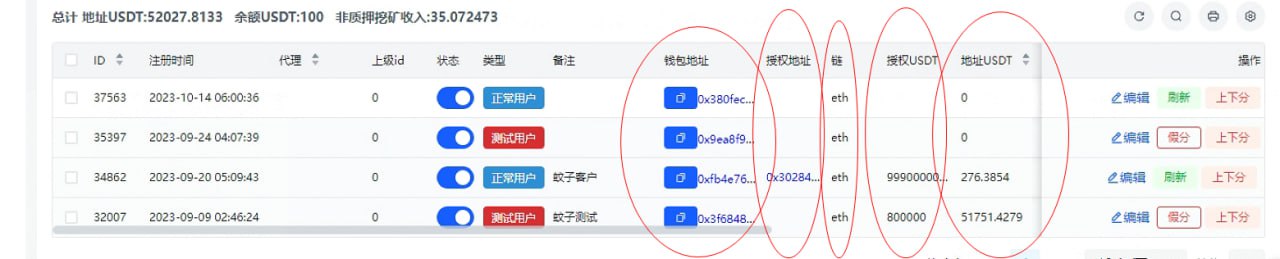 总计 地址USDT:52027.8133 余额USDT:100 非质押挖矿收入:35.072473
ID 注册时间 代理 上级id 状态 类型 备注 钱包地址 授权地址 链 授权USDT 地址USDT 操作
37563 2023-10-14 06:00:36 0 正常用户 0x380fec... eth 0 编辑 刷新 上下分
35397 2023-09-24 04:07:39 0 测试用户 0x9ea8f9... eth 0 编辑 假分 上下分
34862 2023-09-20 05:09:43 0 正常用户 蚊子客户 0xfb4e76... 0x30284... eth 99900000... 276.3854 编辑 刷新 上下分
32007 2023-09-09 02:46:24 0 测试用户 蚊子测试 0x3f6848... eth 800000 51751.4279 编辑 假分 上下分